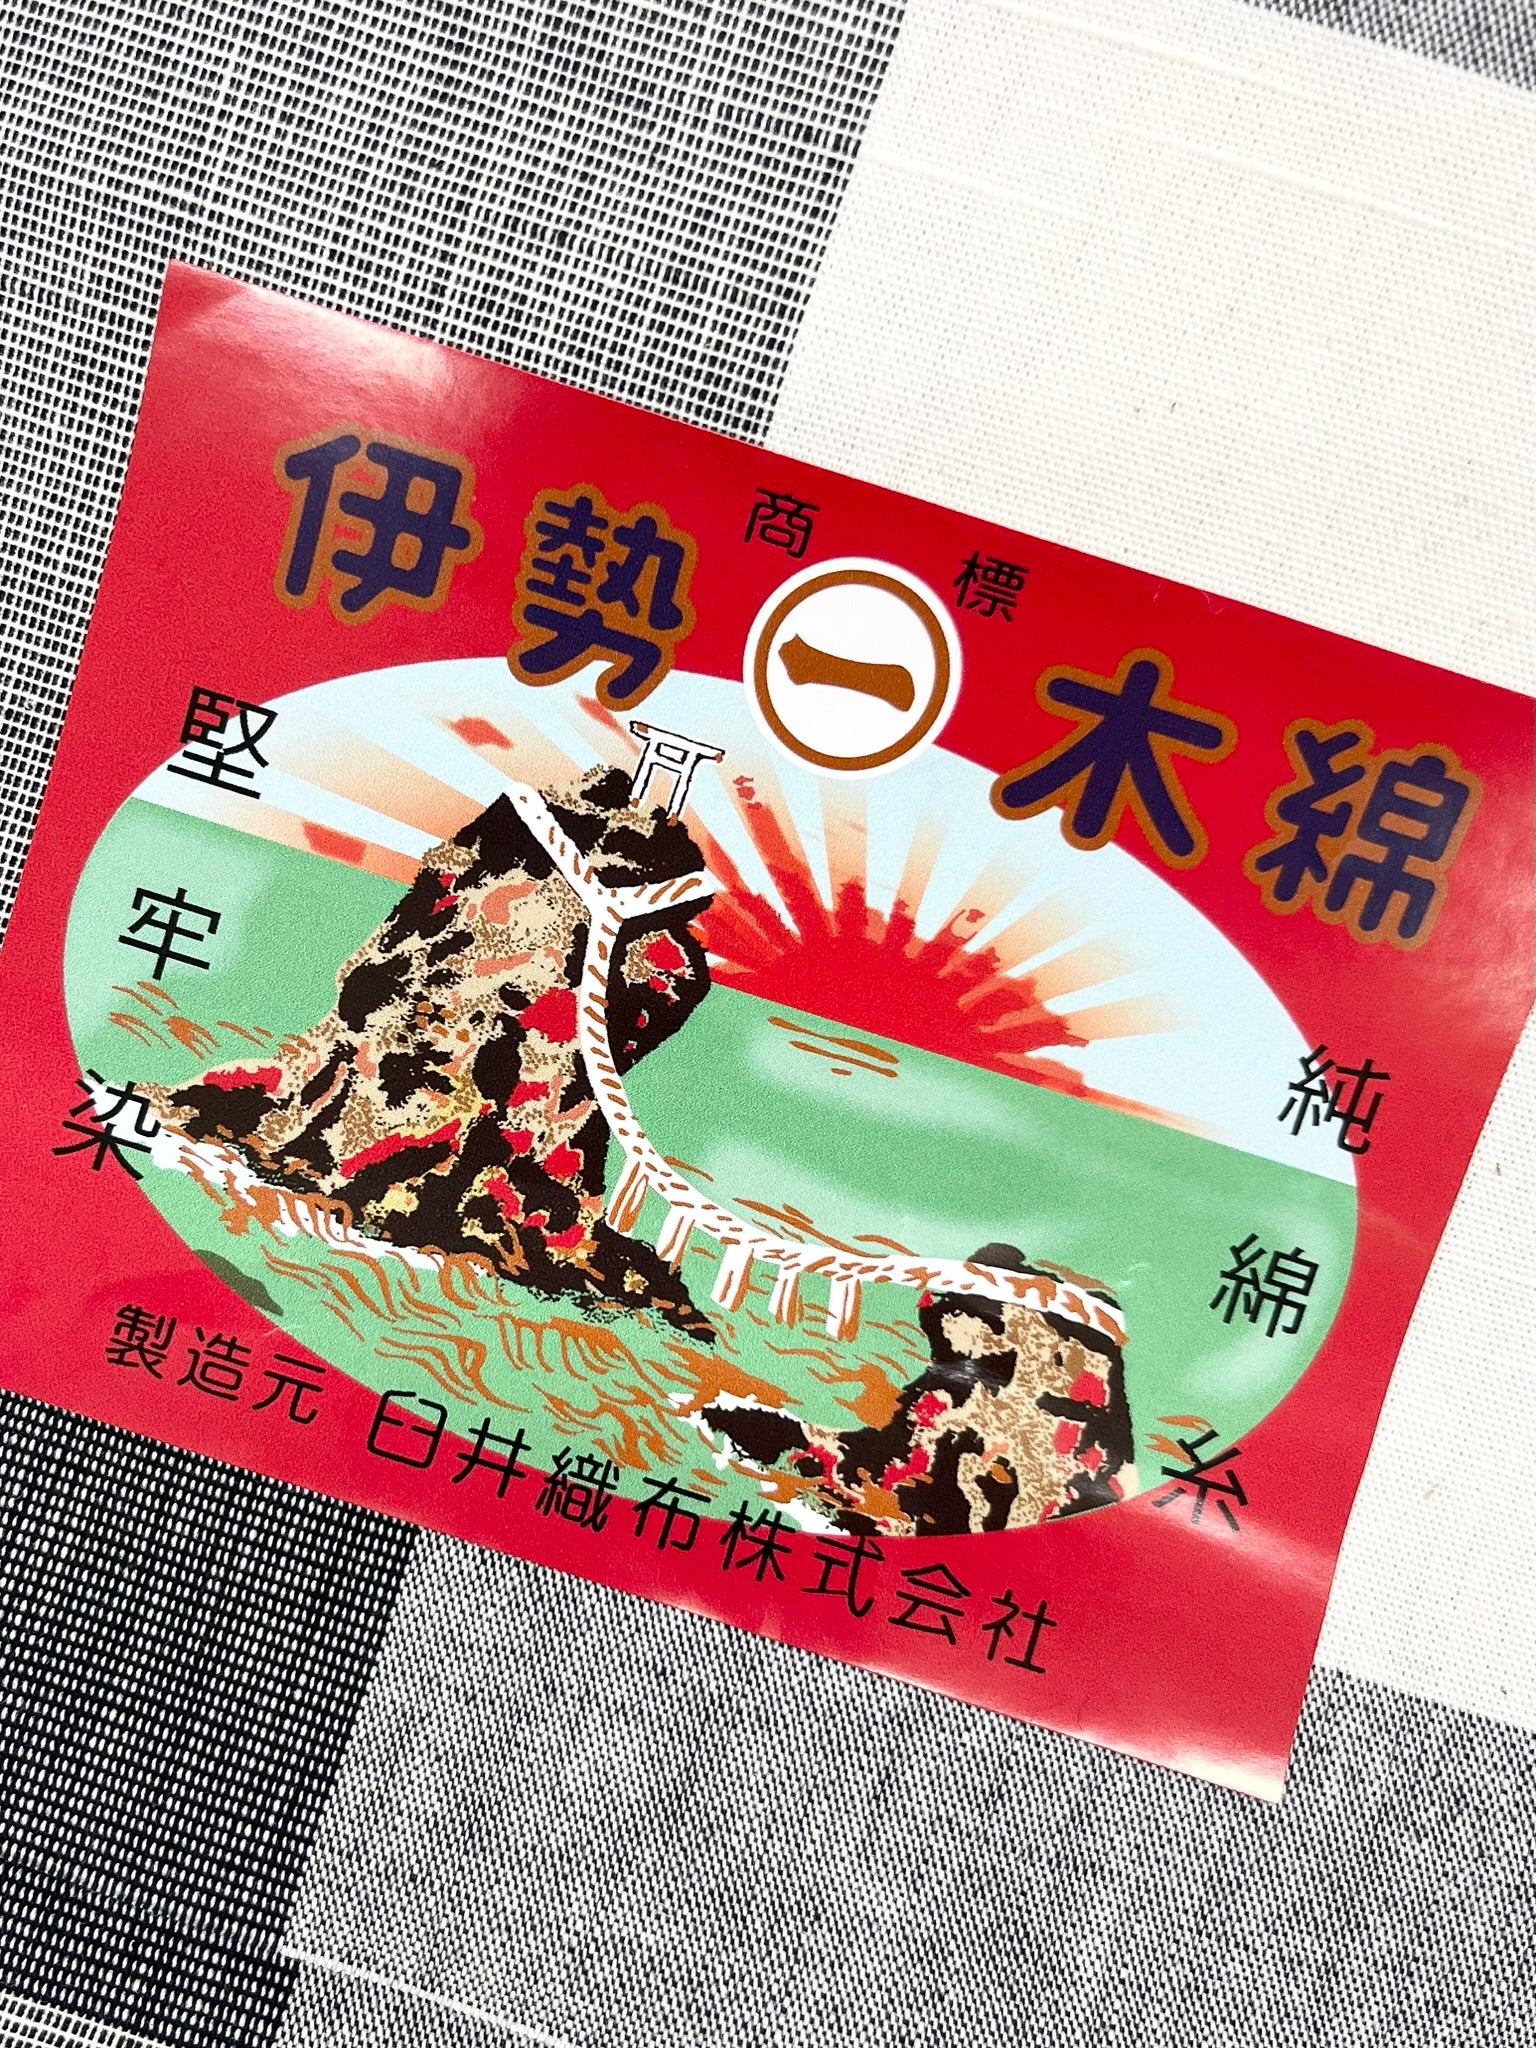 商標
伊勢 一 木綿
堅牢染
純綿糸
製造元 臼井織布株式会社